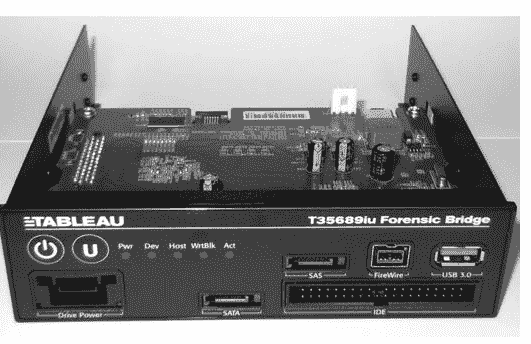 TABLEAU
T35689iu Forensic Bridge
U
Pwr Dev Host WrtBlk Act
SAS
FireWire
USB 3.0
Drive Power
SATA
IDE